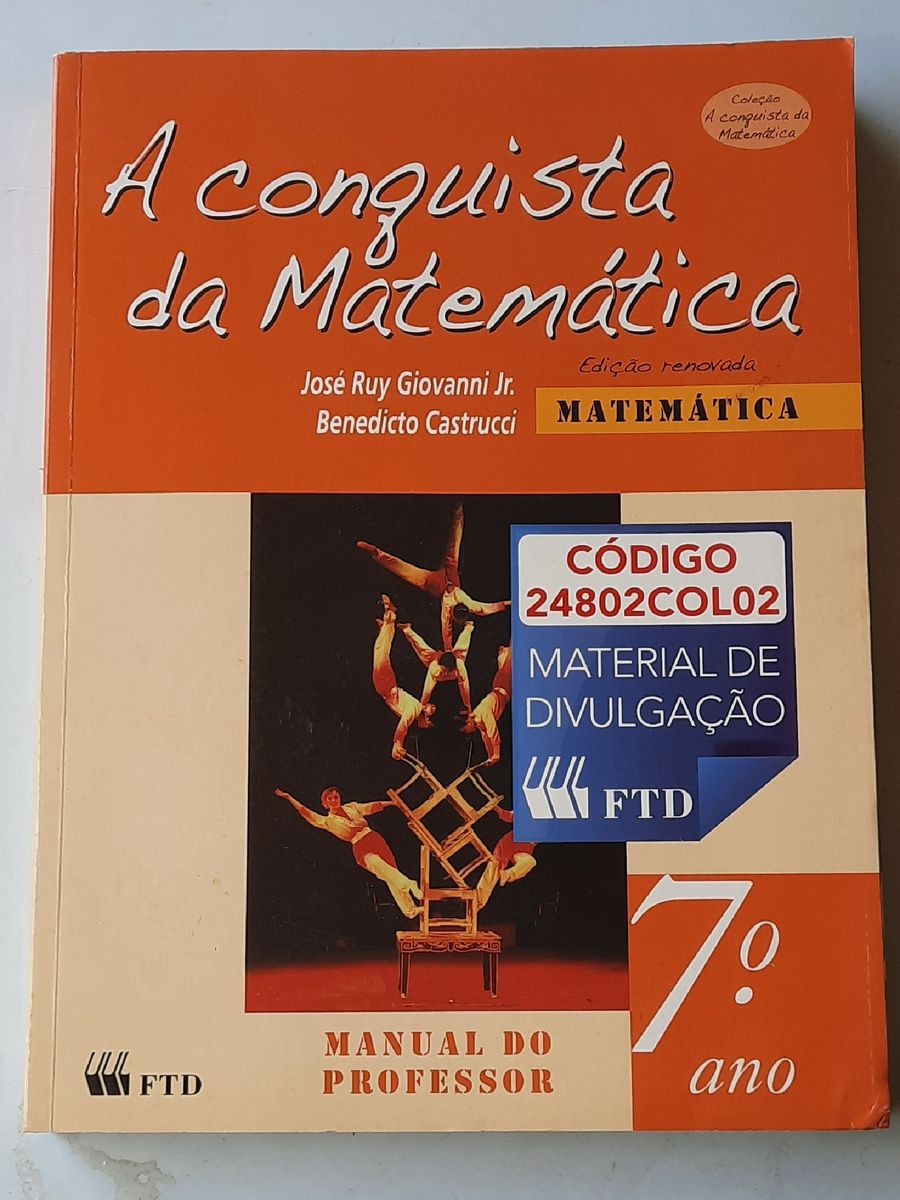 Coleção
A conquista da
Matemática
A conquista
da Matemática
Edição renovada
José Ruy Giovanni Jr.
Benedicto Castrucci
MATEMÁTICA
CÓDIGO
24802COL02
MATERIAL DE
DIVULGAÇÃO
FTD
7.º
ano
MANUAL DO
PROFESSOR
FTD